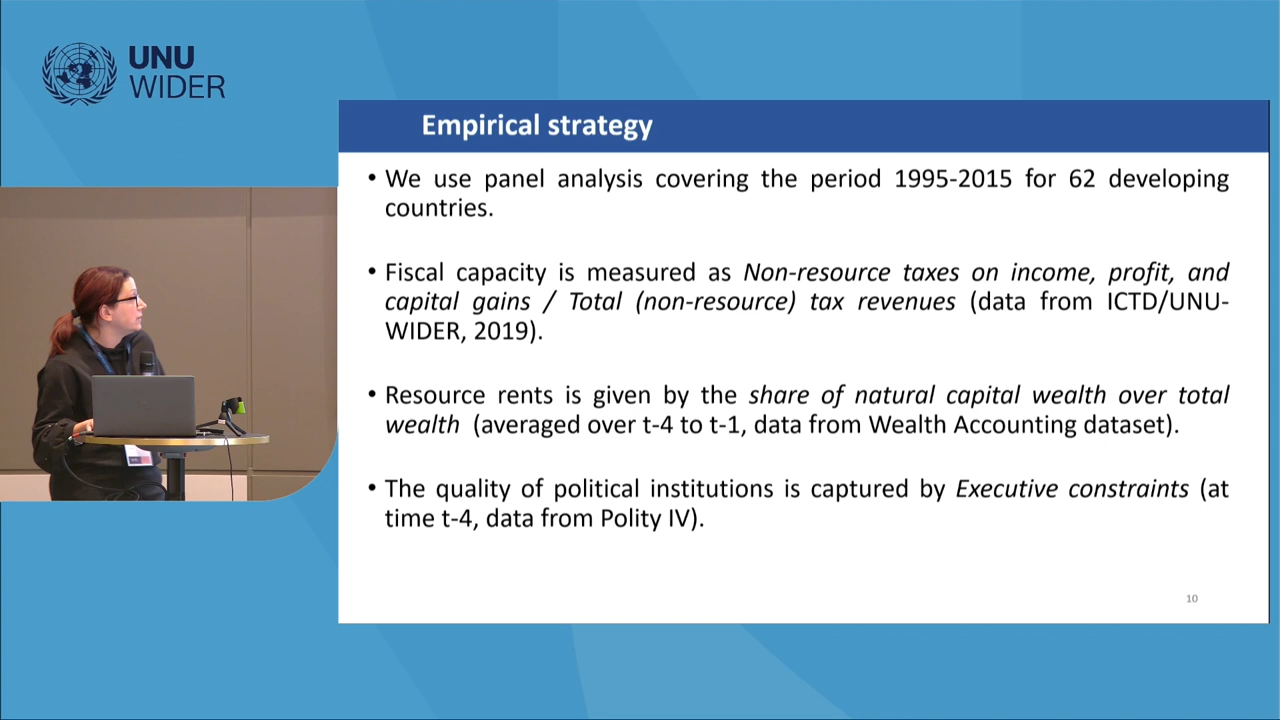 UNU
WIDER
Empirical strategy
• We use panel analysis covering the period 1995-2015 for 62 developing
countries.
• Fiscal capacity is measured as Non-resource taxes on income, profit, and
capital gains / Total (non-resource) tax revenues (data from ICTD/UNU-
WIDER, 2019).
• Resource rents is given by the share of natural capital wealth over total
wealth (averaged over t-4 to t-1, data from Wealth Accounting dataset).
• The quality of political institutions is captured by Executive constraints (at
time t-4, data from Polity IV).
10